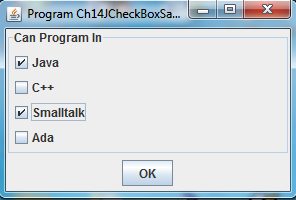 Program Ch14JCheckBoxSa...
Can Program In
Java
C++
Smalltalk
Ada
OK